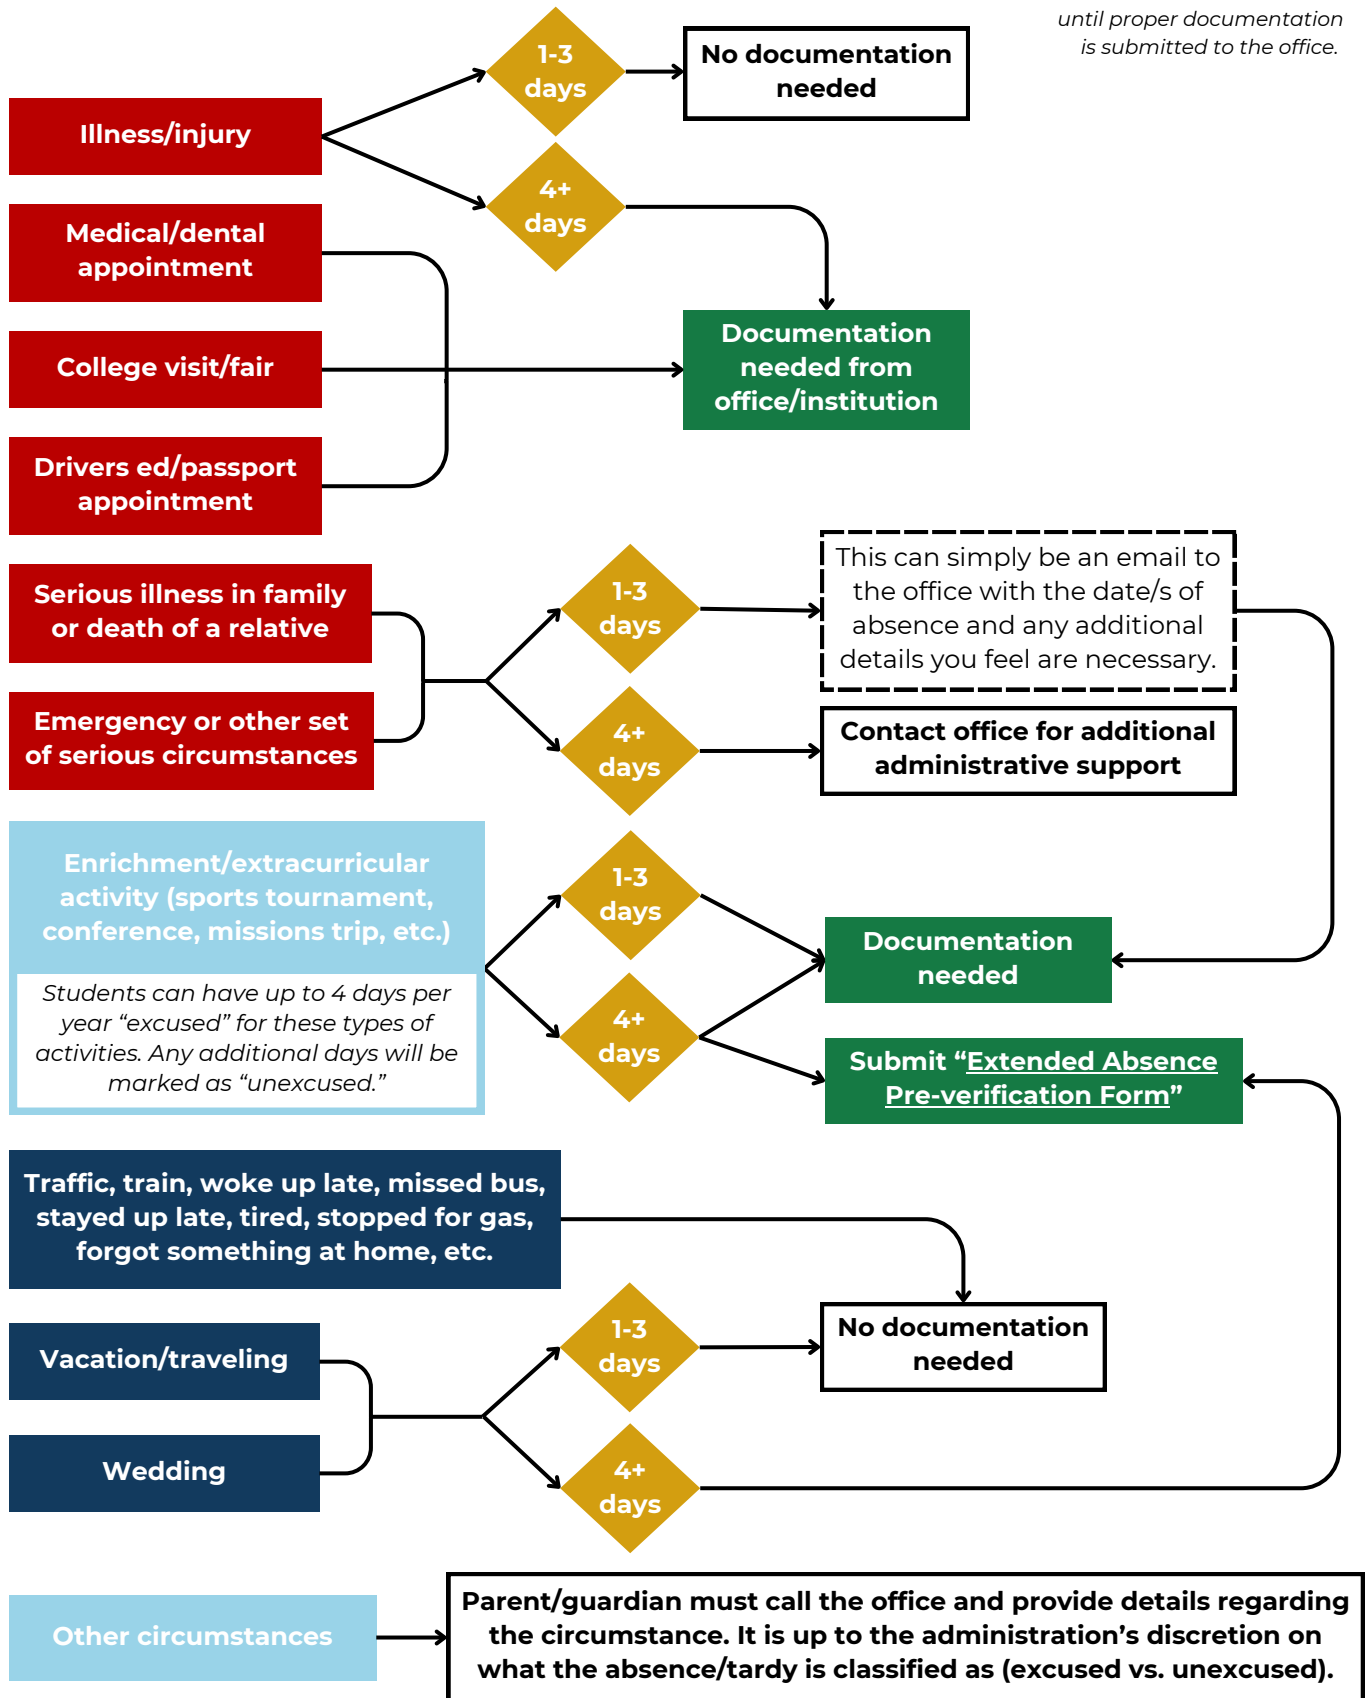 until proper documentation
is submitted to the office.
1-3
days
No documentation
needed
Illness/injury
4+
days
Medical/dental
appointment
College visit/fair
Documentation
needed from
office/institution
Drivers ed/passport
appointment
Serious illness in family
or death of a relative
1-3
days
This can simply be an email to
the office with the date/s of
absence and any additional
details you feel are necessary.
Emergency or other set
of serious circumstances
4+
days
Contact office for additional
administrative support
Enrichment/extracurricular
activity (sports tournament,
conference, missions trip, etc.)
Students can have up to 4 days per
year “excused” for these types of
activities. Any additional days will be
marked as “unexcused.”
1-3
days
4+
days
Documentation
needed
Submit “Extended Absence
Pre-verification Form”
Traffic, train, woke up late, missed bus,
stayed up late, tired, stopped for gas,
forgot something at home, etc.
Vacation/traveling
Wedding
1-3
days
No documentation
needed
4+
days
Other circumstances
Parent/guardian must call the office and provide details regarding
the circumstance. It is up to the administration’s discretion on
what the absence/tardy is classified as (excused vs. unexcused).